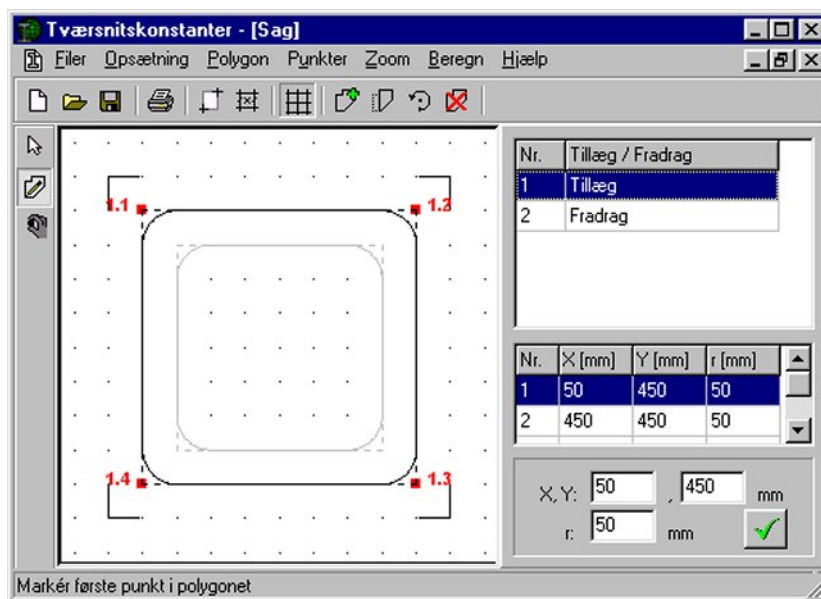 Tværsnitskonstanter - [Sag]
Filer Opsætning Polygon Punkter Zoom Beregn Hjælp
Nr. Tillæg / Fradrag
1 Tillæg
2 Fradrag
1.1 1.2
1.4 1.3
Nr. X [mm] Y [mm] r [mm]
1 50 450 50
2 450 450 50
X, Y: 50 , 450 mm
r: 50 mm
Markér første punkt i polygonet